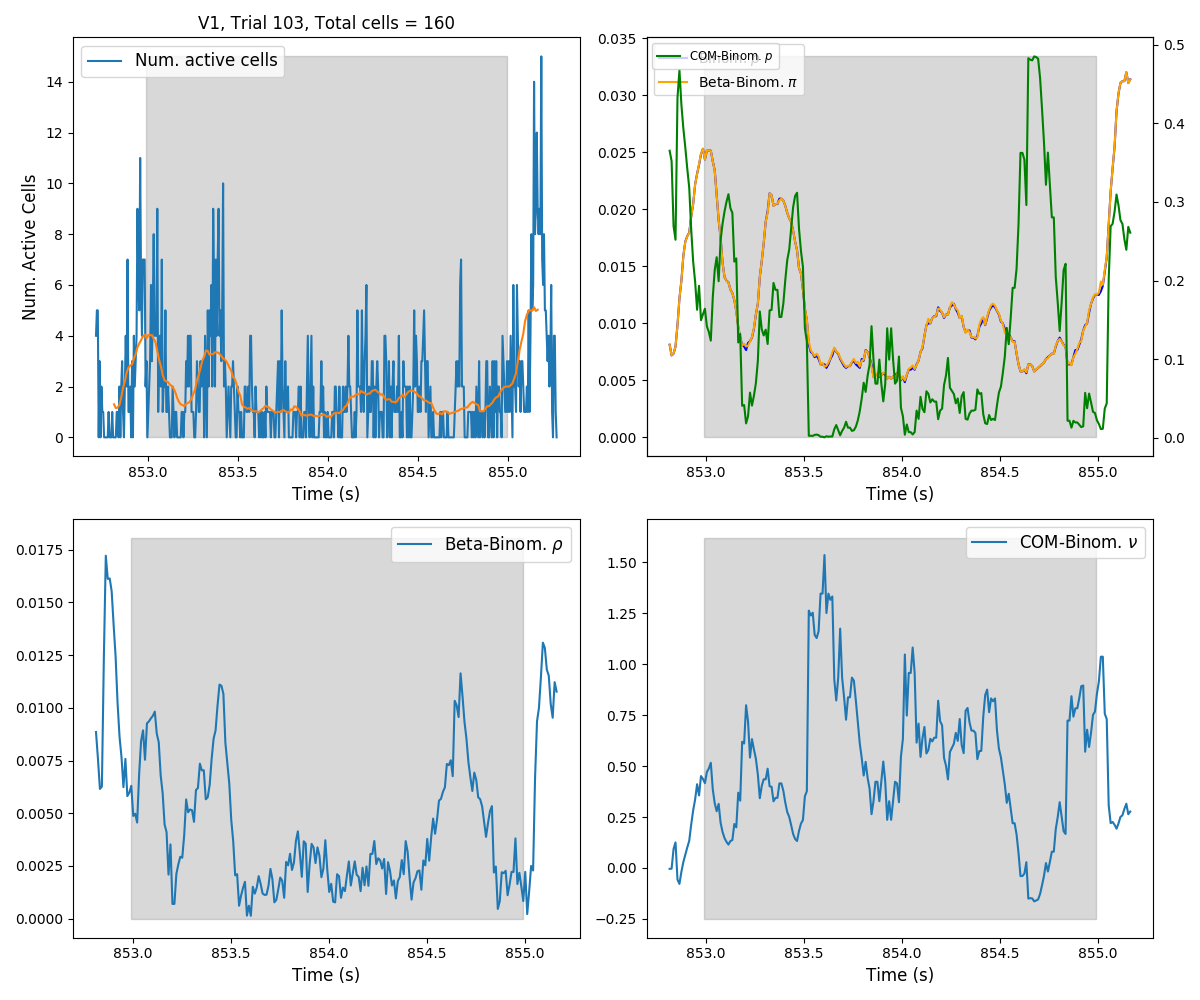 V1, Trial 103, Total cells = 160
Num. active cells
Num. Active Cells
14
12
10
8
6
4
2
0
853.0 853.5 854.0 854.5 855.0
Time (s)
COM-Binom. p
Beta-Binom. π
0.035
0.030
0.025
0.020
0.015
0.010
0.005
0.000
0.5
0.4
0.3
0.2
0.1
0.0
853.0 853.5 854.0 854.5 855.0
Time (s)
Beta-Binom. ρ
0.0175
0.0150
0.0125
0.0100
0.0075
0.0050
0.0025
0.0000
853.0 853.5 854.0 854.5 855.0
Time (s)
COM-Binom. ν
1.50
1.25
1.00
0.75
0.50
0.25
0.00
−0.25
853.0 853.5 854.0 854.5 855.0
Time (s)